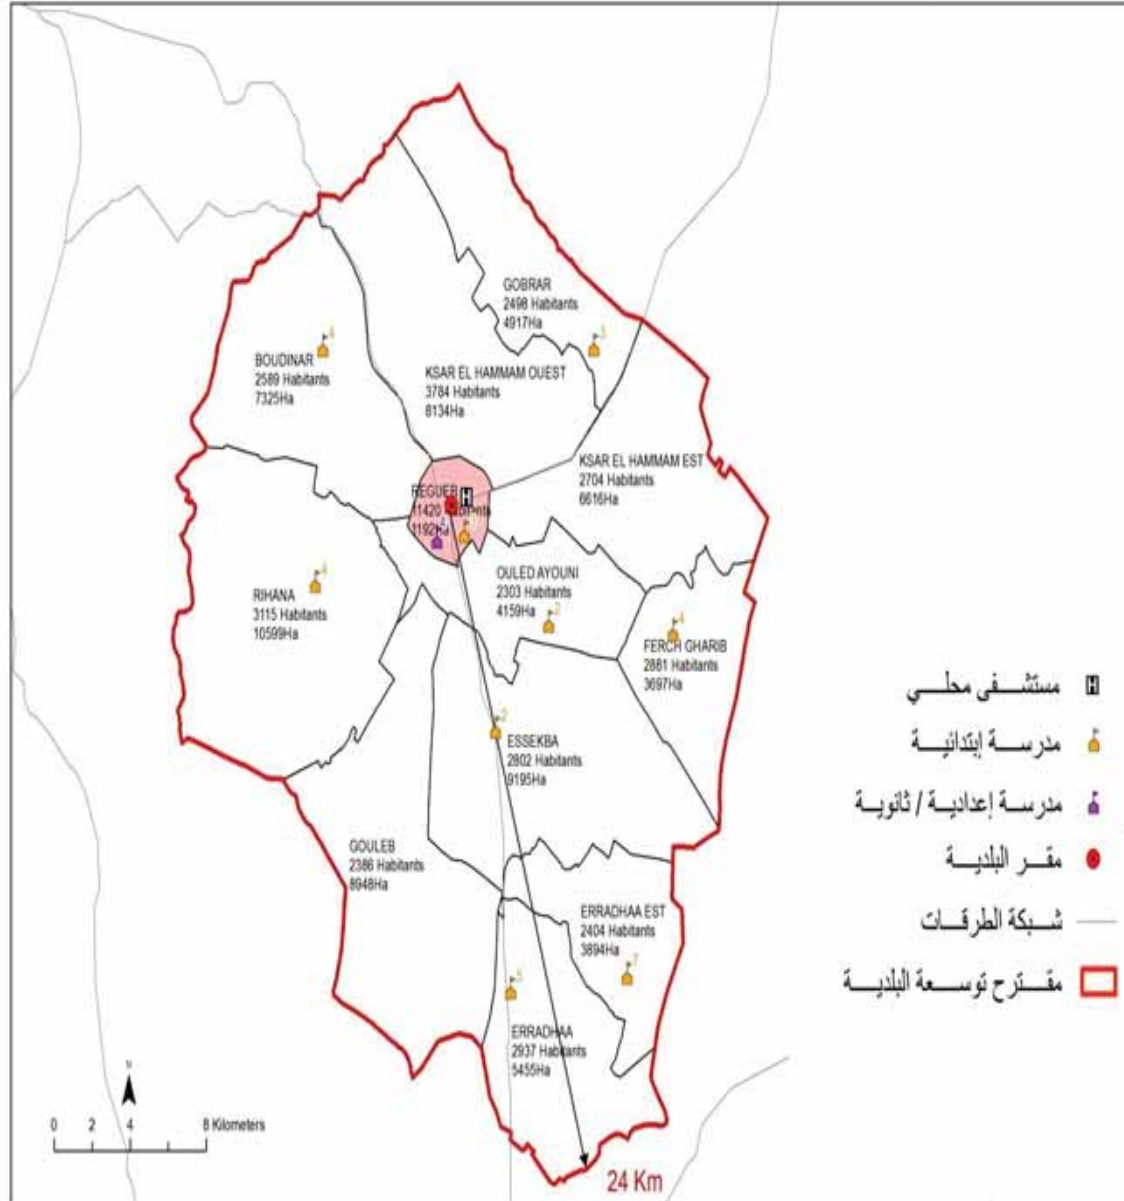 GOBRAR
2498 Habitants
4917Ha
BOUDINAR
2589 Habitants
7325Ha
KSAR EL HAMMAM OUEST
3784 Habitants
8134Ha
KSAR EL HAMMAM EST
2704 Habitants
6616Ha
REGUEB
11420
1192Ha
OULED AYOUNI
2303 Habitants
4159Ha
RIHANA
3115 Habitants
10599Ha
FERCH GHARIB
2881 Habitants
3697Ha
ESSEKBA
2802 Habitants
9195Ha
GOULEB
2386 Habitants
8948Ha
ERRADHAA EST
2404 Habitants
3894Ha
ERRADHAA
2937 Habitants
5455Ha
مستشفى محلي
مدرسة إبتدائية
مدرسة إعدادية / ثانوية
مقر البلدية
شبكة الطرقات
مقترح توسعة البلدية
N
0 2 4 8 Kilometers
24 Km